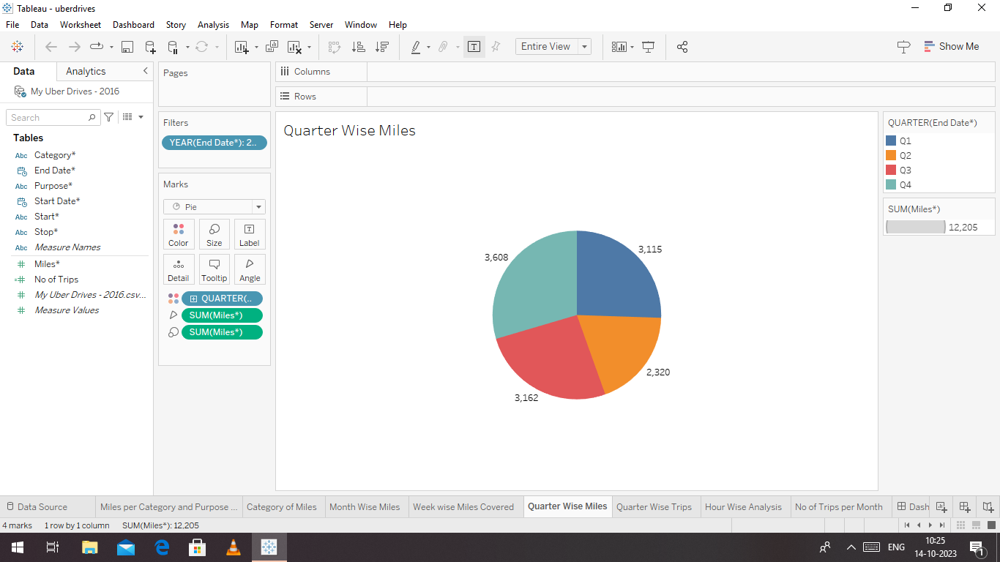 Tableau - uberdrives
File Data Worksheet Dashboard Story Analysis Map Format Server Window Help
Entire View
Show Me
Data Analytics
My Uber Drives - 2016
Search
Tables
Abc Category*
End Date*
Abc Purpose*
Start Date*
Abc Start*
Abc Stop*
Abc Measure Names
# Miles*
=# No of Trips
# My Uber Drives - 2016.csv...
# Measure Values
Pages
Filters
YEAR(End Date*): 2..
Marks
Pie
Color Size Label
Detail Tooltip Angle
QUARTER(..
SUM(Miles*)
SUM(Miles*)
Columns
Rows
Quarter Wise Miles
3,115
3,608
2,320
3,162
QUARTER(End Date*)
Q1
Q2
Q3
Q4
SUM(Miles*)
12,205
Data Source Miles per Category and Purpose ... Category of Miles Month Wise Miles Week wise Miles Covered Quarter Wise Miles Quarter Wise Trips Hour Wise Analysis No of Trips per Month Dash
4 marks 1 row by 1 column SUM(Miles*): 12,205
ENG
10:25
14-10-2023
1